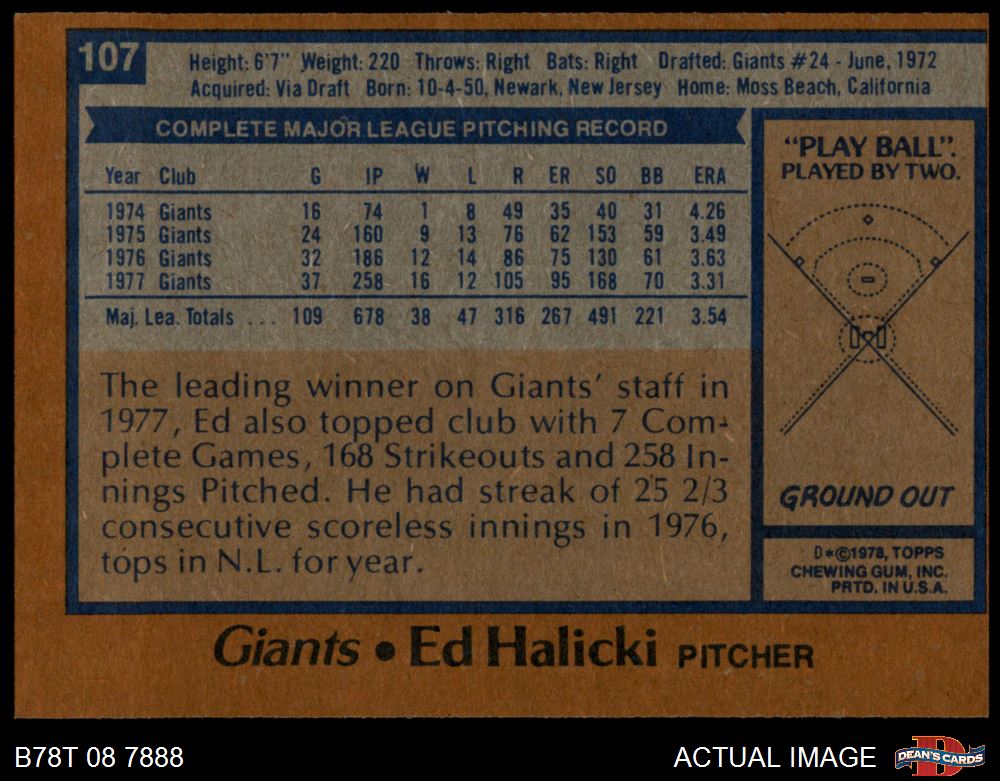 107
Height: 6'7" Weight: 220 Throws: Right Bats: Right Drafted: Giants #24 - June, 1972
Acquired: Via Draft Born: 10-4-50, Newark, New Jersey Home: Moss Beach, California
COMPLETE MAJOR LEAGUE PITCHING RECORD
Year Club G IP W L R ER SO BB ERA
1974 Giants 16 74 1 8 49 35 40 31 4.26
1975 Giants 24 160 9 13 76 62 153 59 3.49
1976 Giants 32 186 12 14 86 75 130 61 3.63
1977 Giants 37 258 16 12 105 95 168 70 3.31
Maj. Lea. Totals ... 109 678 38 47 316 267 491 221 3.54
The leading winner on Giants' staff in
1977, Ed also topped club with 7 Com-
plete Games, 168 Strikeouts and 258 In-
nings Pitched. He had streak of 25 2/3
consecutive scoreless innings in 1976,
tops in N.L. for year.
"PLAY BALL".
PLAYED BY TWO.
GROUND OUT
D*©1978, TOPPS
CHEWING GUM, INC.
PRTD. IN U.S.A.
Giants • Ed Halicki PITCHER
B78T 08 7888
ACTUAL IMAGE
D
DEAN'S CARDS